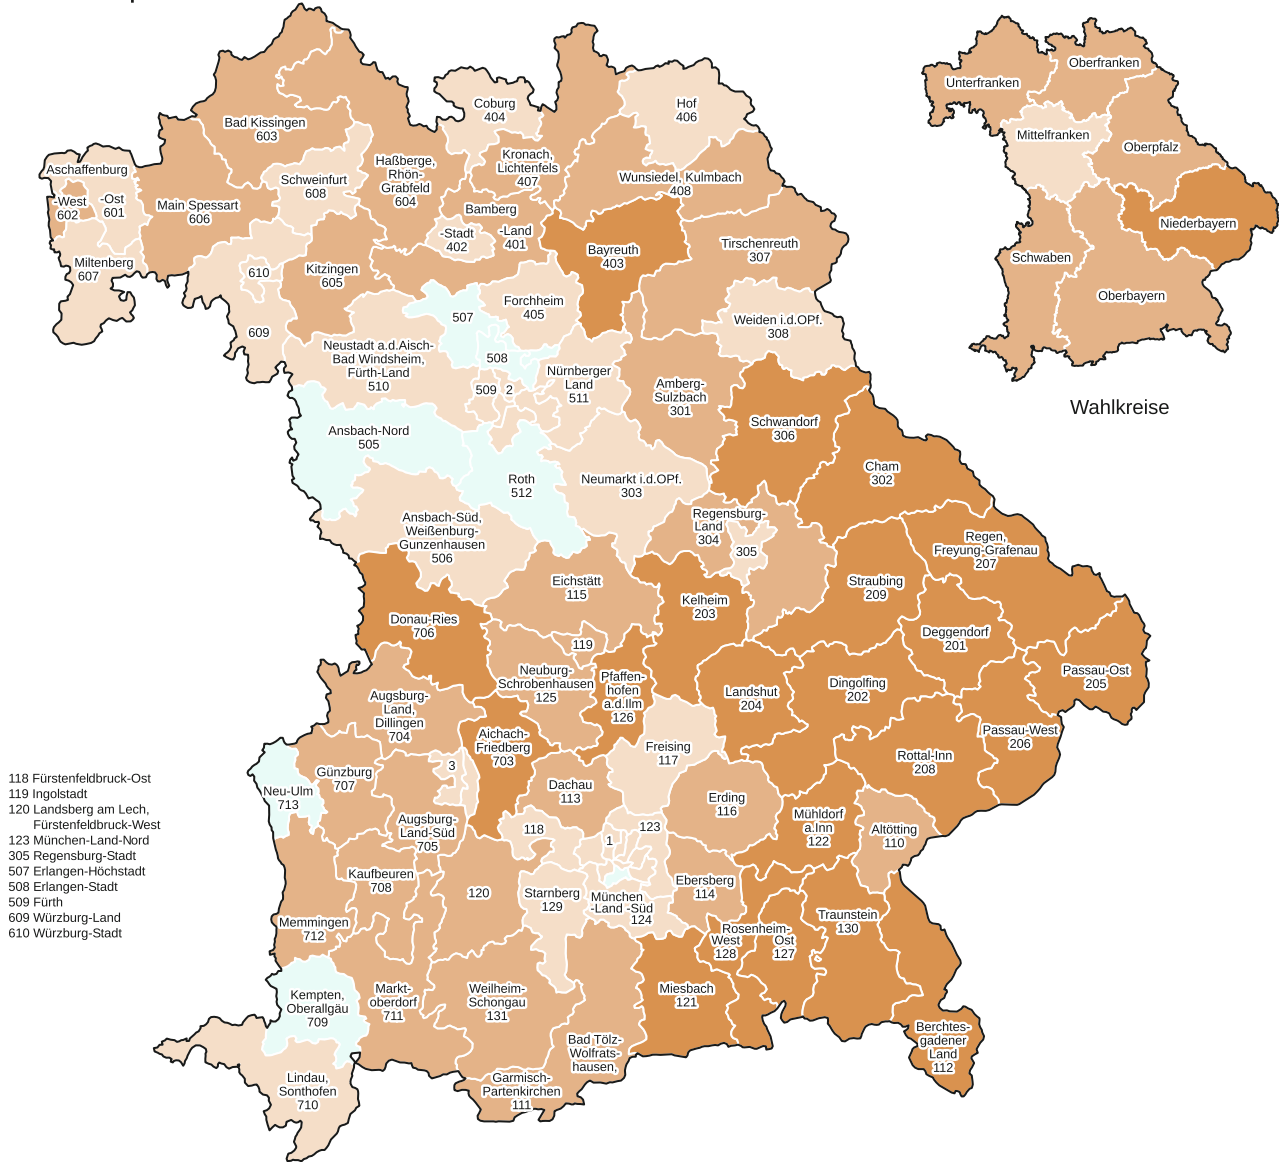 Coburg
404
Hof
406
Bad Kissingen
603
Haßberge,
Rhön-
Grabfeld
604
Kronach,
Lichtenfels
407
Wunsiedel, Kulmbach
408
Aschaffenburg
-West
602
-Ost
601
Schweinfurt
608
Main Spessart
606
Bamberg
-Stadt
402
-Land
401
Bayreuth
403
Tirschenreuth
307
Miltenberg
607
610
Kitzingen
605
Forchheim
405
507
Weiden i.d.OPf.
308
609
Neustadt a.d.Aisch-
Bad Windsheim,
Fürth-Land
510
508
509
2
Nürnberger
Land
511
Amberg-
Sulzbach
301
Ansbach-Nord
505
Schwandorf
306
Cham
302
Roth
512
Neumarkt i.d.OPf.
303
Ansbach-Süd,
Weißenburg-
Gunzenhausen
506
Regensburg-
Land
304
305
Regen,
Freyung-Grafenau
207
Eichstätt
115
Straubing
209
Kelheim
203
Donau-Ries
706
Deggendorf
201
119
Neuburg-
Schrobenhausen
125
Pfaffen-
hofen
a.d.Ilm
126
Landshut
204
Dingolfing
202
Passau-Ost
205
Augsburg-
Land,
Dillingen
704
Aichach-
Friedberg
703
Freising
117
Passau-West
206
Rottal-Inn
208
3
Günzburg
707
Neu-Ulm
713
Dachau
113
Erding
116
Augsburg-
Land-Süd
705
118
123
1
Mühldorf
a.Inn
122
Altötting
110
Kaufbeuren
708
120
Starnberg
129
München
-Land -Süd
124
Ebersberg
114
Memmingen
712
Traunstein
130
Rosenheim-
West
128
Ost
127
Kempten,
Oberallgäu
709
Markt-
oberdorf
711
Weilheim-
Schongau
131
Miesbach
121
Bad Tölz-
Wolfrats-
hausen,
Garmisch-
Partenkirchen
111
Berchtes-
gadener
Land
112
Lindau,
Sonthofen
710
Unterfranken
Oberfranken
Mittelfranken
Oberpfalz
Niederbayern
Schwaben
Oberbayern
Wahlkreise
118 Fürstenfeldbruck-Ost
119 Ingolstadt
120 Landsberg am Lech,
Fürstenfeldbruck-West
123 München-Land-Nord
305 Regensburg-Stadt
507 Erlangen-Höchstadt
508 Erlangen-Stadt
509 Fürth
609 Würzburg-Land
610 Würzburg-Stadt